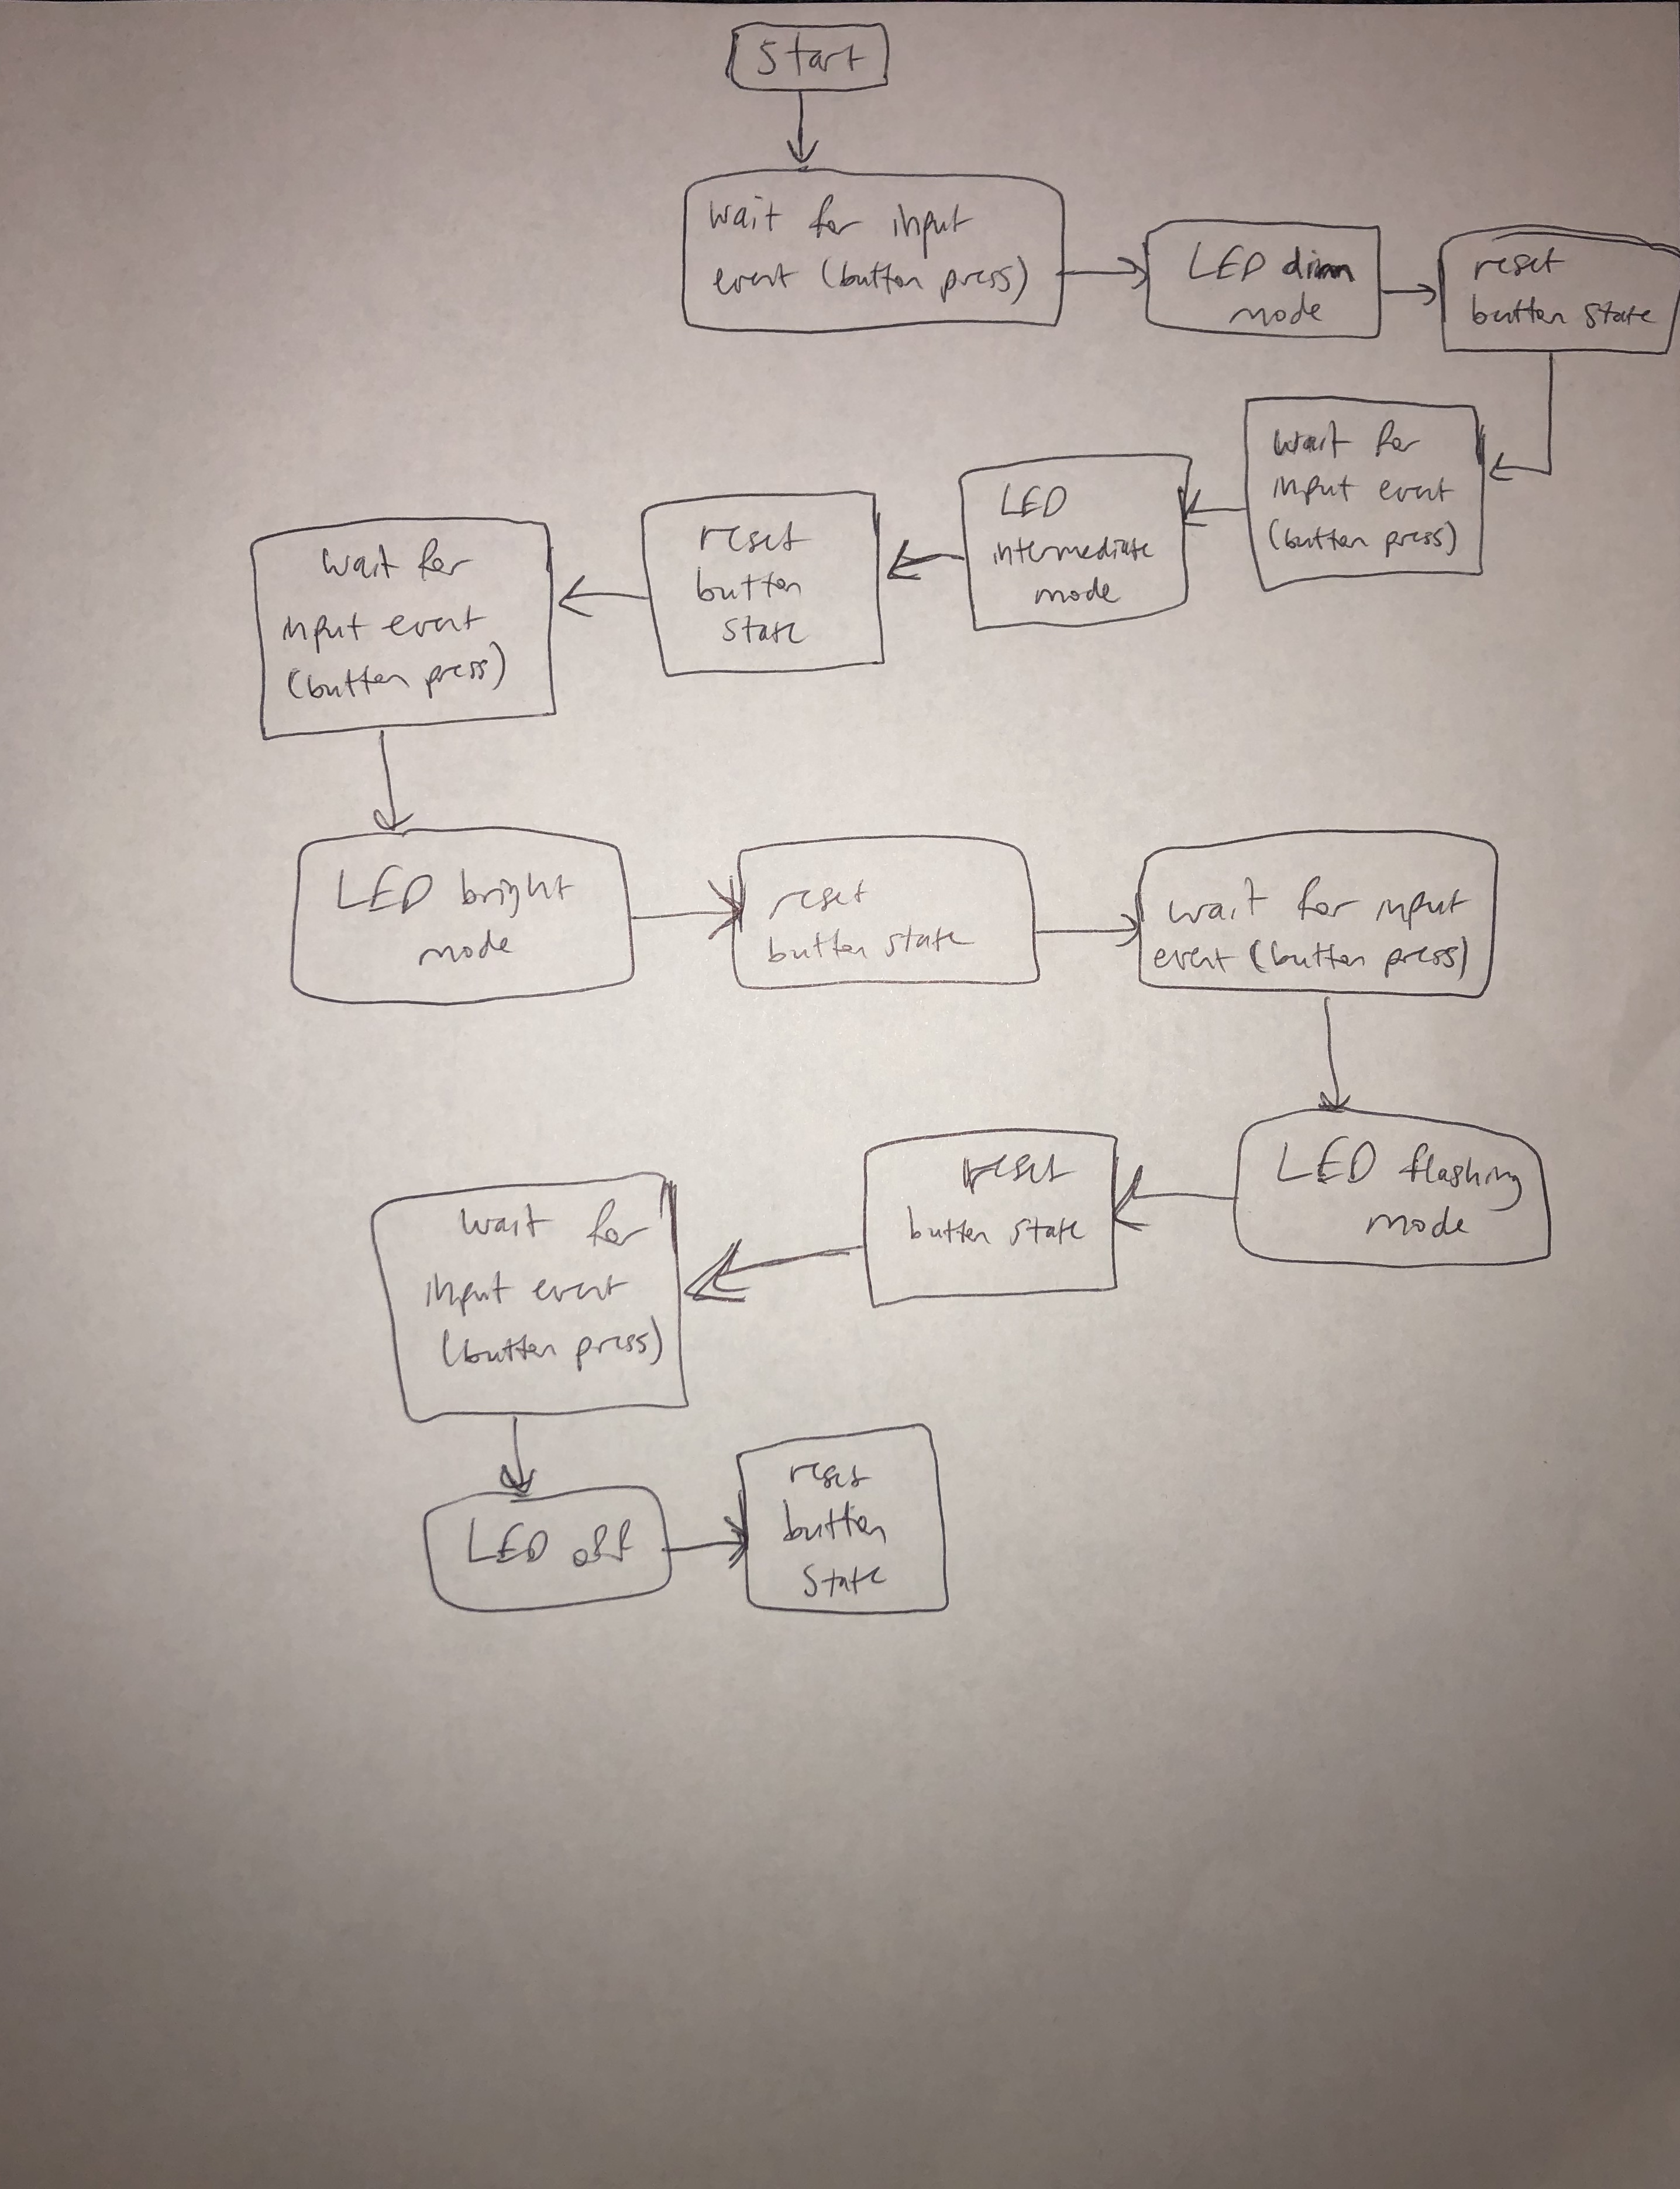 Start
wait for input
event (button press)
LED dim
mode
reset
button state
wait for
input event
(button press)
LED
intermediate
mode
reset
button
state
wait for
input event
(button press)
LED bright
mode
reset
button state
wait for input
event (button press)
LED flashing
mode
reset
button state
wait for
input event
(button press)
LED off
reset
button
state